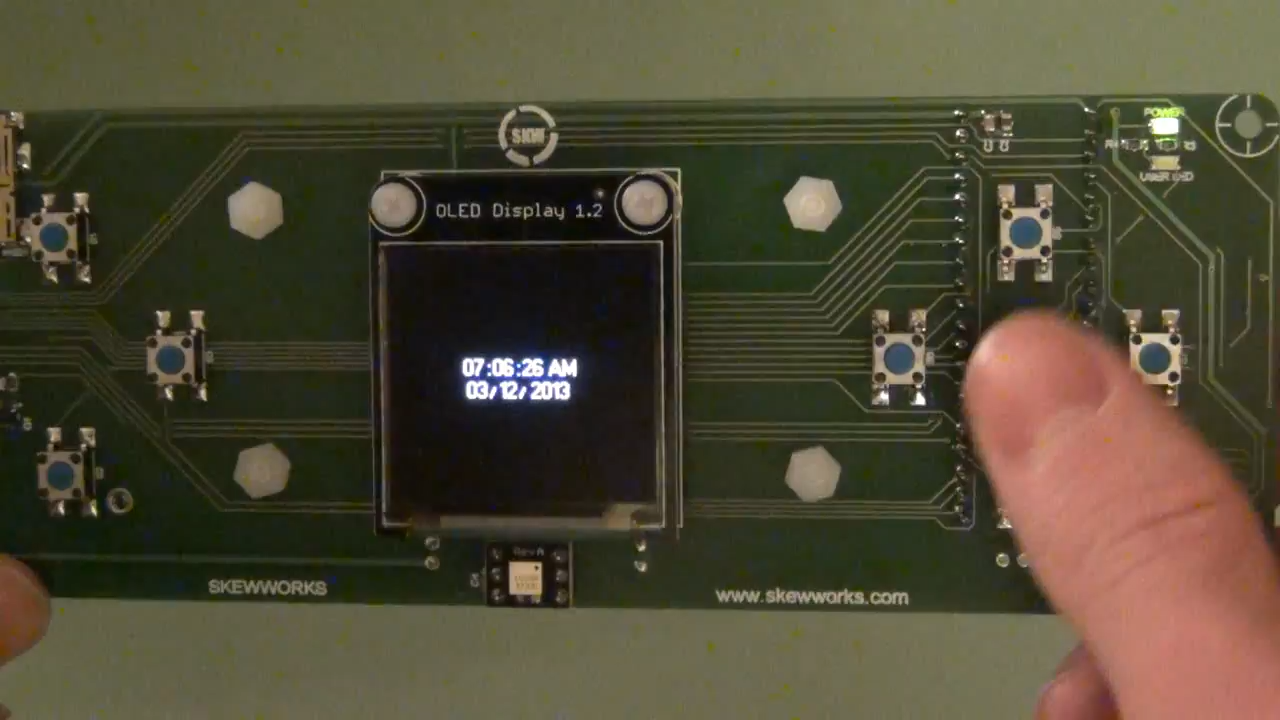 SKW
POWER
USER LED
OLED Display 1.2
07:06:26 AM
03/12/2013
Rev A
SKEWWORKS
www.skewworks.com